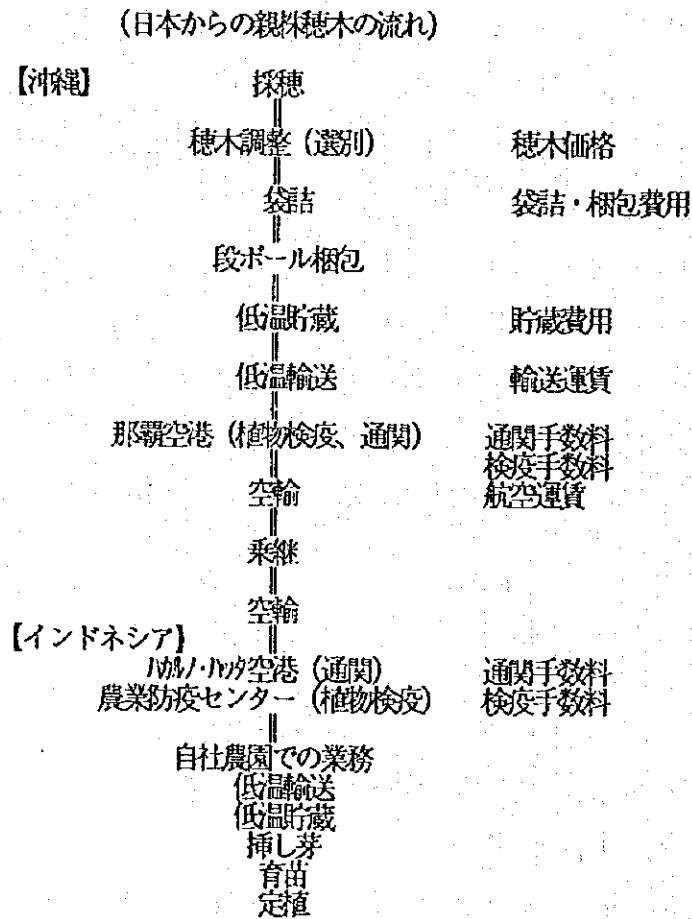 (日本からの親株穂木の流れ)
【沖縄】 採穂
穂木調整(選別) 穂木価格
袋詰 袋詰・梱包費用
段ボール梱包
低温貯蔵 貯蔵費用
低温輸送 輸送運賃
那覇空港(植物検疫、通関) 通関手数料
検疫手数料
空輸 航空運賃
乗継
空輸
【インドネシア】
空港(通関) 通関手数料
農業防疫センター(植物検疫) 検疫手数料
自社農園での業務
低温輸送
低温貯蔵
挿し芽
育苗
定植